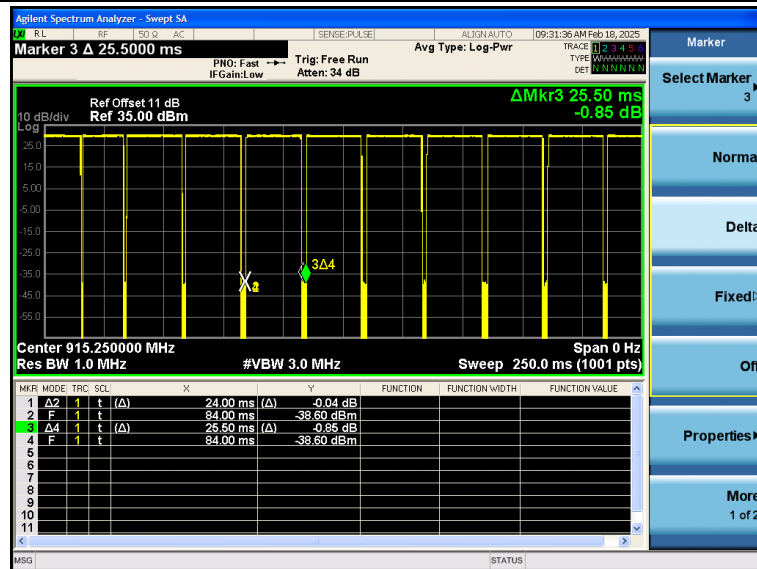 Agilent Spectrum Analyzer - Swept SA
LXI RL RF 50 Ω AC SENSE:PULSE ALIGN AUTO 09:31:36 AM Feb 18, 2025
Marker 3 Δ 25.5000 ms
PNO: Fast
IFGain:Low
Trig: Free Run
Atten: 34 dB
Avg Type: Log-Pwr
TRACE 1 2 3 4 5 6
TYPE
DET N N N N N N
ΔMkr3 25.50 ms
-0.85 dB
Ref Offset 11 dB
10 dB/div Ref 35.00 dBm
Log
25.0
15.0
5.00
-5.00
-15.0
-25.0
-35.0
-45.0
-55.0
3Δ4
Center 915.250000 MHz Span 0 Hz
Res BW 1.0 MHz #VBW 3.0 MHz Sweep 250.0 ms (1001 pts)
MKR MODE TRC SCL X Y FUNCTION FUNCTION WIDTH FUNCTION VALUE
1 Δ2 1 t (Δ) 24.00 ms (Δ) -0.04 dB
2 F 1 t 84.00 ms -38.60 dBm
3 Δ4 1 t (Δ) 25.50 ms (Δ) -0.85 dB
4 F 1 t 84.00 ms -38.60 dBm
5
6
7
8
9
10
11
MSG STATUS
Marker
Select Marker
3
Norma
Delta
Fixed
Off
Properties
More
1 of 2